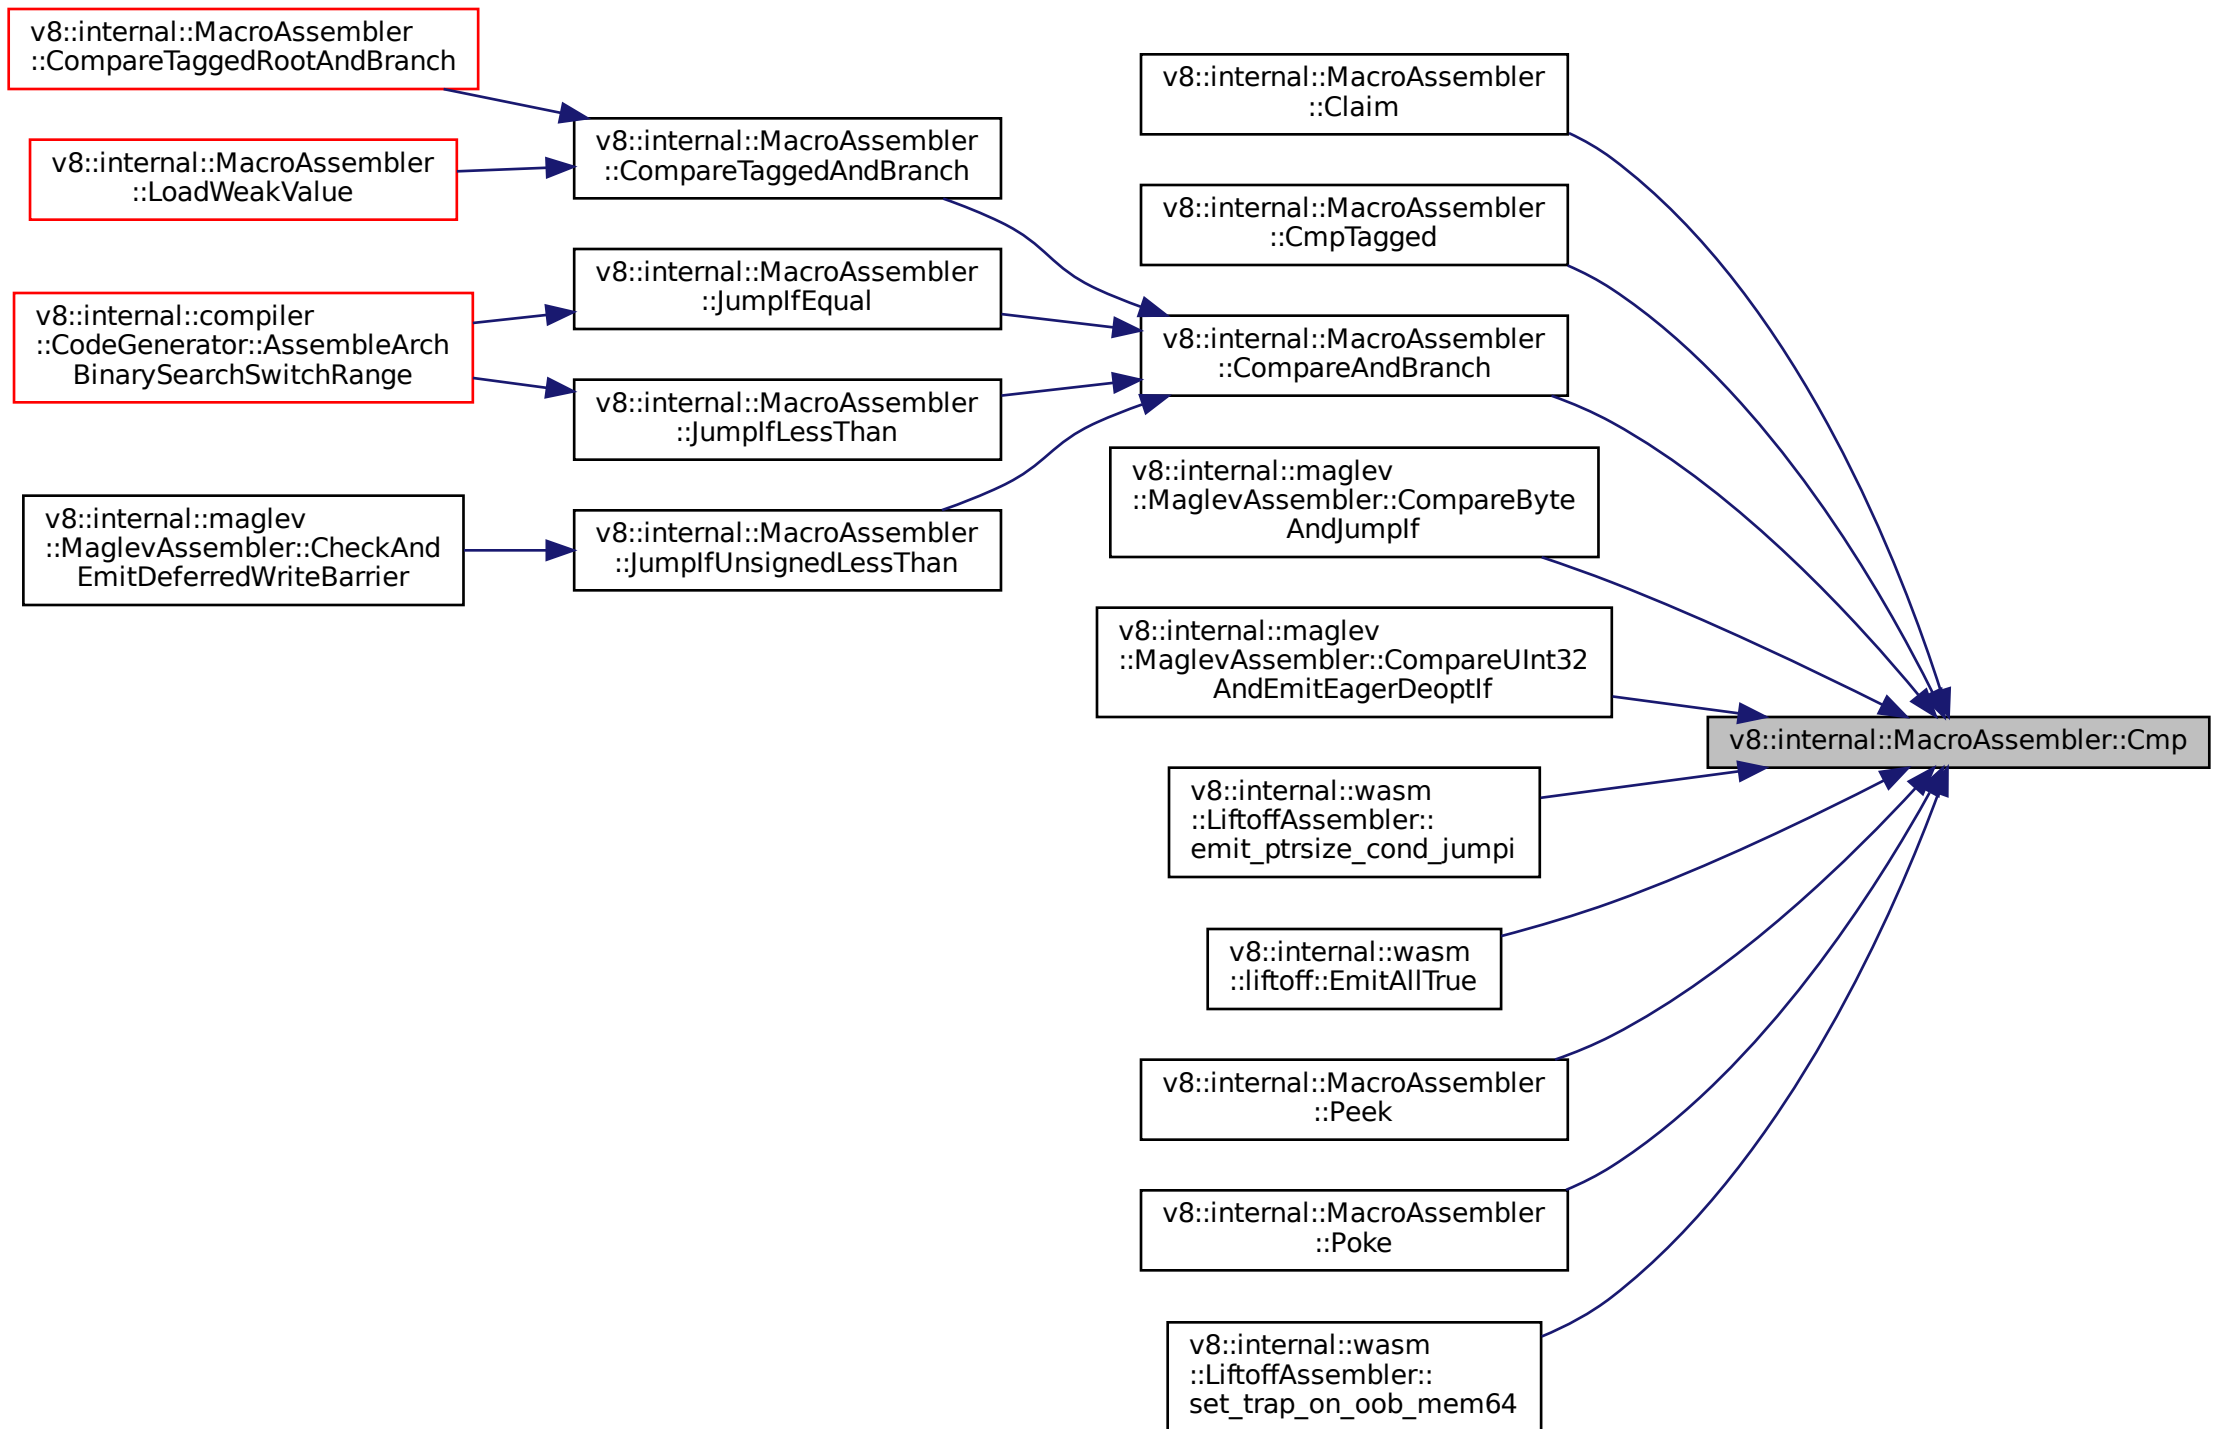 v8::internal::MacroAssembler
::CompareTaggedRootAndBranch
v8::internal::MacroAssembler
::LoadWeakValue
v8::internal::compiler
::CodeGenerator::AssembleArch
BinarySearchSwitchRange
v8::internal::maglev
::MaglevAssembler::CheckAnd
EmitDeferredWriteBarrier
v8::internal::MacroAssembler
::CompareTaggedAndBranch
v8::internal::MacroAssembler
::JumpIfEqual
v8::internal::MacroAssembler
::JumpIfLessThan
v8::internal::MacroAssembler
::JumpIfUnsignedLessThan
v8::internal::MacroAssembler
::Claim
v8::internal::MacroAssembler
::CmpTagged
v8::internal::MacroAssembler
::CompareAndBranch
v8::internal::maglev
::MaglevAssembler::CompareByte
AndJumpIf
v8::internal::maglev
::MaglevAssembler::CompareUInt32
AndEmitEagerDeoptIf
v8::internal::wasm
::LiftoffAssembler::
emit_ptrsize_cond_jumpi
v8::internal::wasm
::liftoff::EmitAllTrue
v8::internal::MacroAssembler
::Peek
v8::internal::MacroAssembler
::Poke
v8::internal::wasm
::LiftoffAssembler::
set_trap_on_oob_mem64
v8::internal::MacroAssembler::Cmp